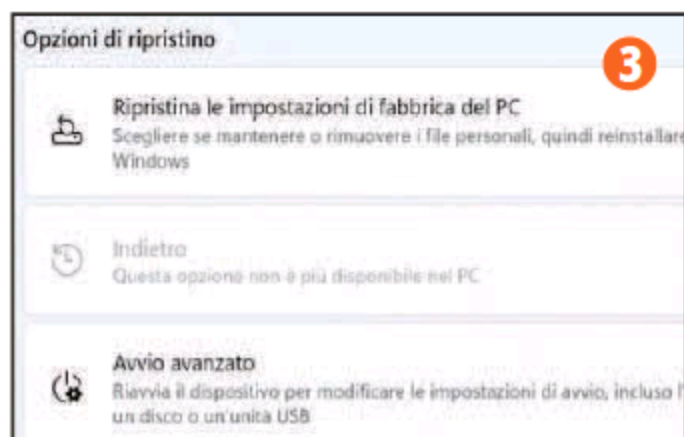 Opzioni di ripristino
3
Ripristina le impostazioni di fabbrica del PC
Scegliere se mantenere o rimuovere i file personali, quindi reinstallare
Windows
Indietro
Questa opzione non è più disponibile nel PC
Avvio avanzato
Riavvia il dispositivo per modificare le impostazioni di avvio, incluso l'
un disco o un'unità USB